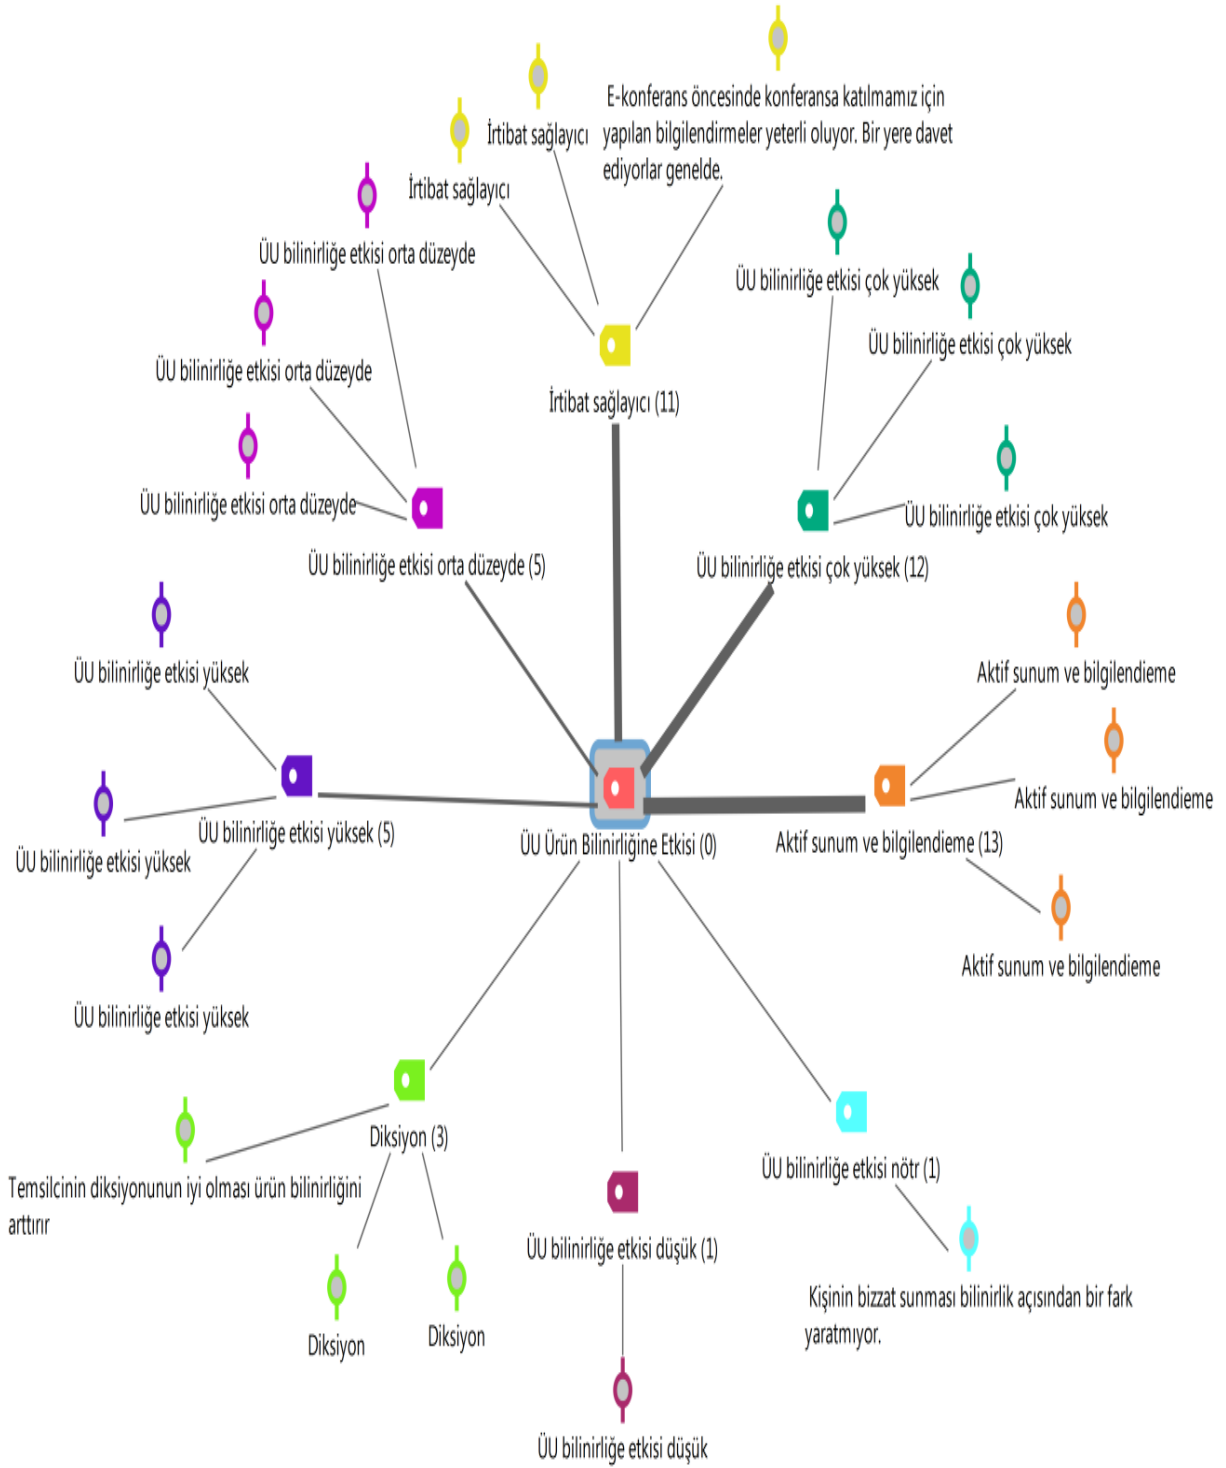 E-konferans öncesinde konferansa katılmamız için
yapılan bilgilendirmeler yeterli oluyor. Bir yere davet
ediyorlar genelde.
İrtibat sağlayıcı
İrtibat sağlayıcı
ÜU bilinirliğe etkisi orta düzeyde
ÜU bilinirliğe etkisi çok yüksek
ÜU bilinirliğe etkisi çok yüksek
ÜU bilinirliğe etkisi orta düzeyde
İrtibat sağlayıcı (11)
ÜU bilinirliğe etkisi orta düzeyde
ÜU bilinirliğe etkisi çok yüksek
ÜU bilinirliğe etkisi orta düzeyde (5)
ÜU bilinirliğe etkisi çok yüksek (12)
ÜU bilinirliğe etkisi yüksek
Aktif sunum ve bilgilendieme
Aktif sunum ve bilgilendieme
ÜU bilinirliğe etkisi yüksek (5)
ÜU Ürün Bilinirliğine Etkisi (0)
Aktif sunum ve bilgilendieme (13)
ÜU bilinirliğe etkisi yüksek
Aktif sunum ve bilgilendieme
ÜU bilinirliğe etkisi yüksek
Diksiyon (3)
ÜU bilinirliğe etkisi nötr (1)
Temsilcinin diksiyonunun iyi olması ürün bilinirliğini
arttırır
ÜU bilinirliğe etkisi düşük (1)
Kişinin bizzat sunması bilinirlik açısından bir fark
yaratmıyor.
Diksiyon
Diksiyon
ÜU bilinirliğe etkisi düşük